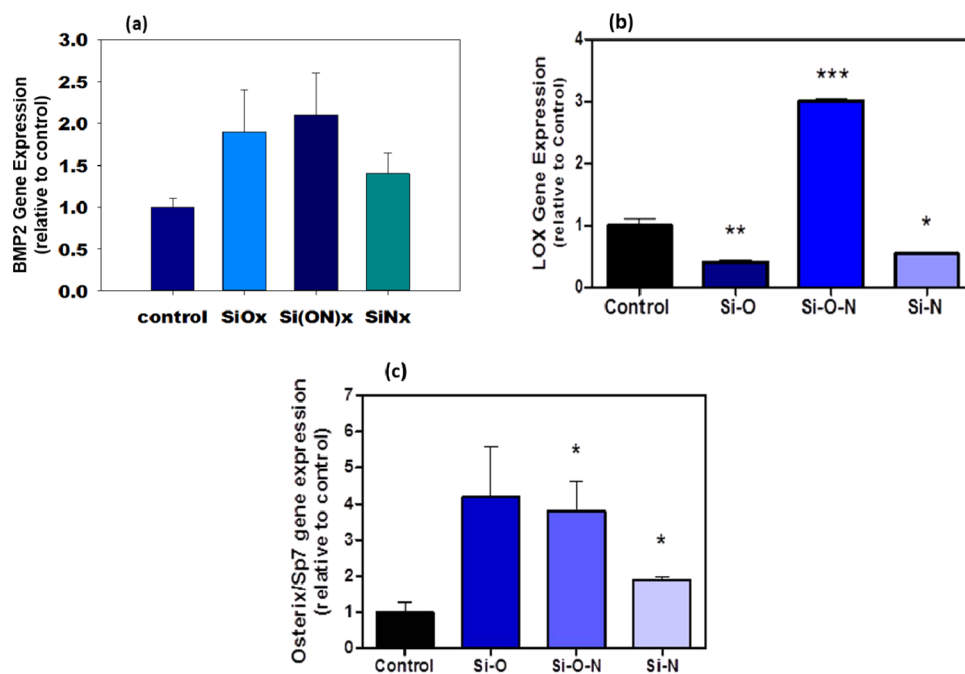 (a)
BMP2 Gene Expression
(relative to control)
3.0
2.5
2.0
1.5
1.0
0.5
0.0
control SiOx Si(ON)x SiNx
(b)
LOX Gene Expression
(relative to Control)
4
3
2
1
0
**
***
*
Control Si-O Si-O-N Si-N
(c)
Osterix/Sp7 gene expression
(relative to control)
7
6
5
4
3
2
1
0
*
*
Control Si-O Si-O-N Si-N